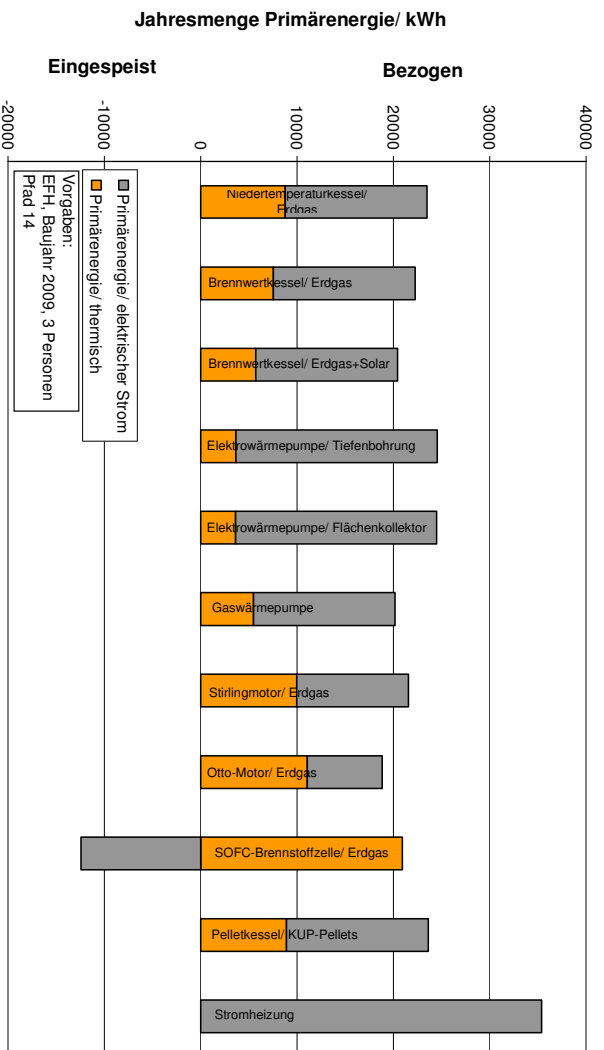 Jahresmenge Primärenergie/ kWh
Eingespeist
Bezogen
-20000
-10000
0
10000
20000
30000
40000
Niedertemperaturkessel/
Erdgas
Brennwertkessel/ Erdgas
Brennwertkessel/ Erdgas+Solar
Elektrowärmepumpe/ Tiefenbohrung
Elektrowärmepumpe/ Flächenkollektor
Gaswärmepumpe
Stirlingmotor/ Erdgas
Otto-Motor/ Erdgas
SOFC-Brennstoffzelle/ Erdgas
Pelletkessel/ KUP-Pellets
Stromheizung
Primärenergie/ elektrischer Strom
Primärenergie/ thermisch
Vorgaben:
EFH, Baujahr 2009, 3 Personen
Pfad 14